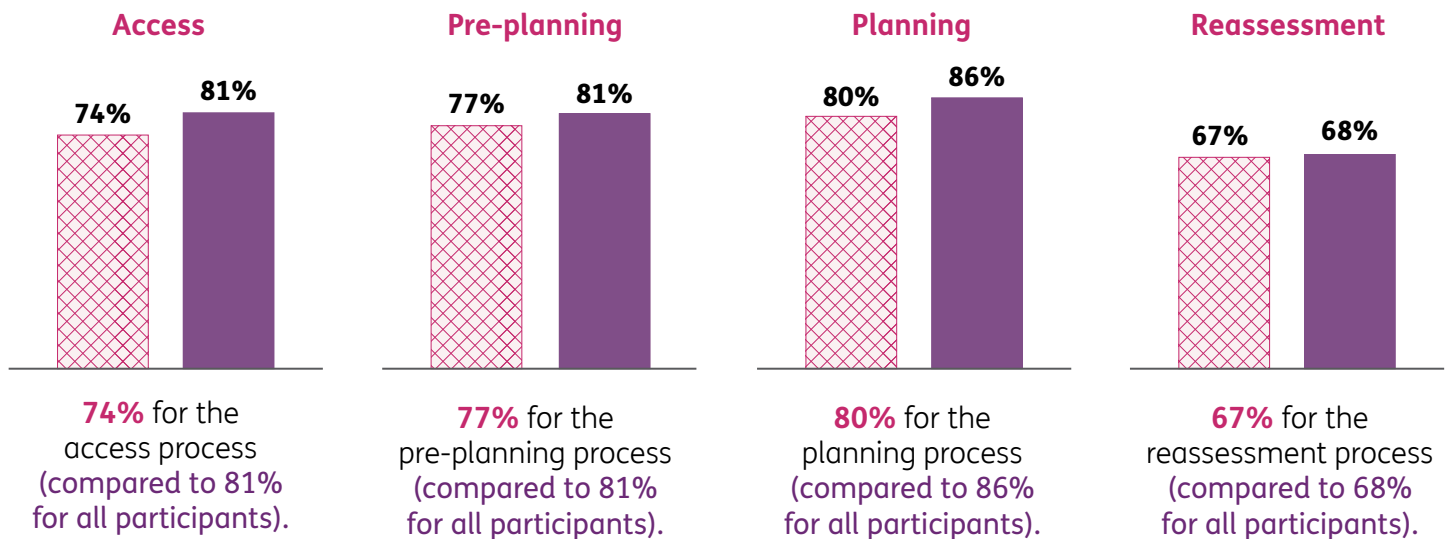 Access
74%
81%
74% for the
access process
(compared to 81%
for all participants).
Pre-planning
77%
81%
77% for the
pre-planning process
(compared to 81%
for all participants).
Planning
80%
86%
80% for the
planning process
(compared to 86%
for all participants).
Reassessment
67%
68%
67% for the
reassessment process
(compared to 68%
for all participants).